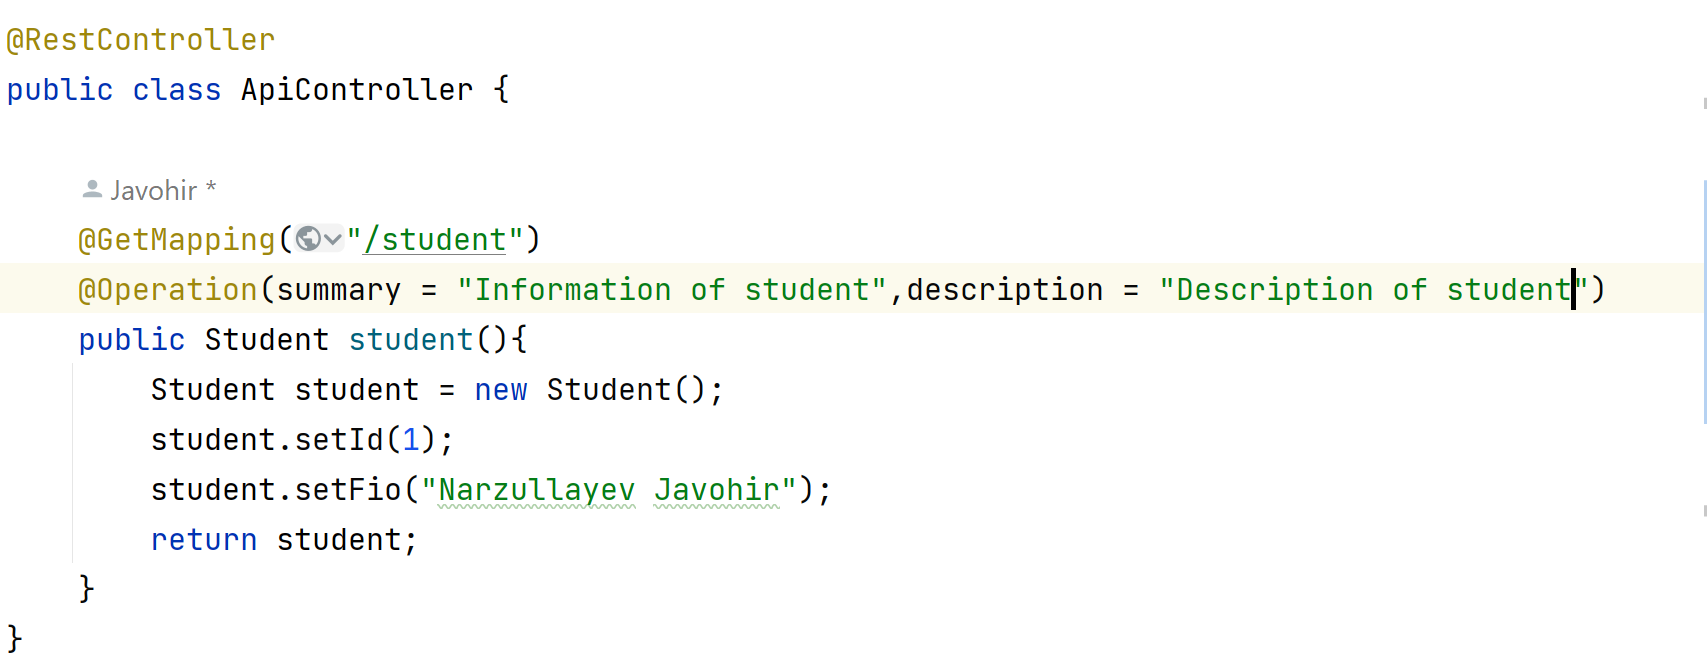 @RestController
public class ApiController {
Javohir *
@GetMapping("/student")
@Operation(summary = "Information of student",description = "Description of student")
public Student student(){
Student student = new Student();
student.setId(1);
student.setFio("Narzullayev Javohir");
return student;
}
}